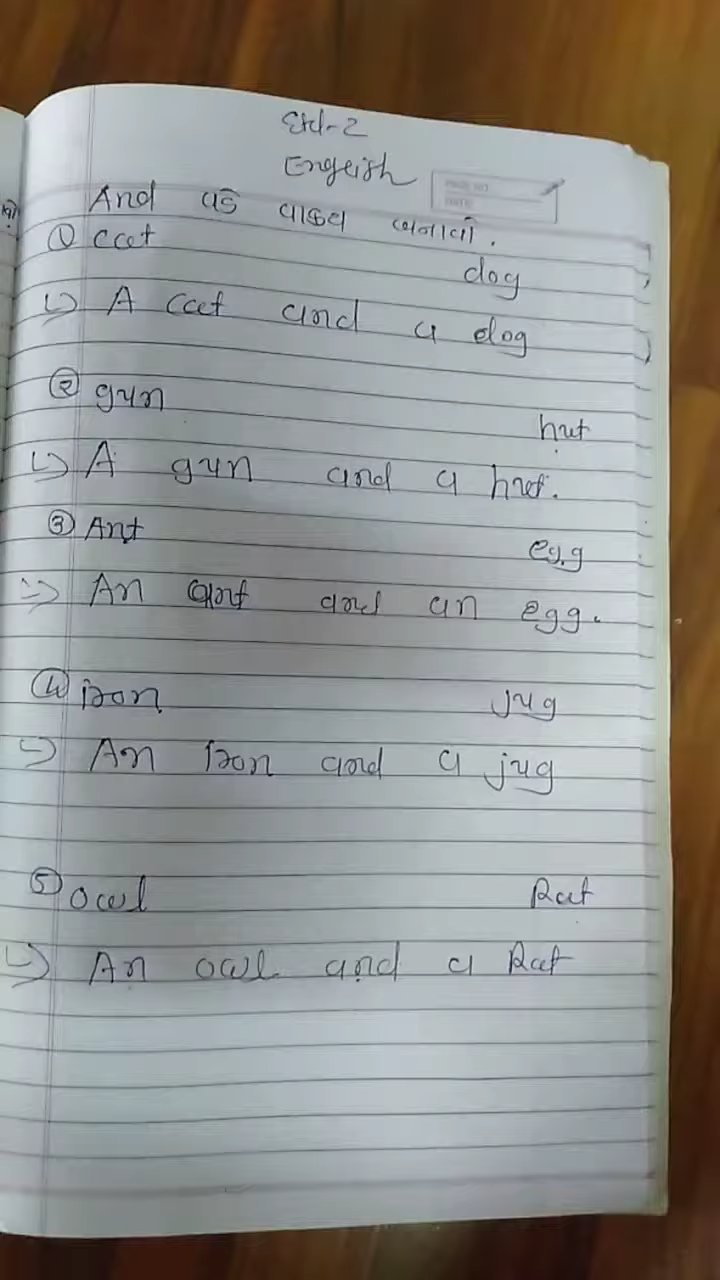 Std-2
English
And વડે વાક્ય બનાવો.
① cat dog
↳ A cat and a dog
② gun hut
↳ A gun and a hut.
③ Ant egg
↳ An ant and an egg.
④ iron jug
↳ An iron and a jug
⑤ owl Rat
↳ An owl and a Rat